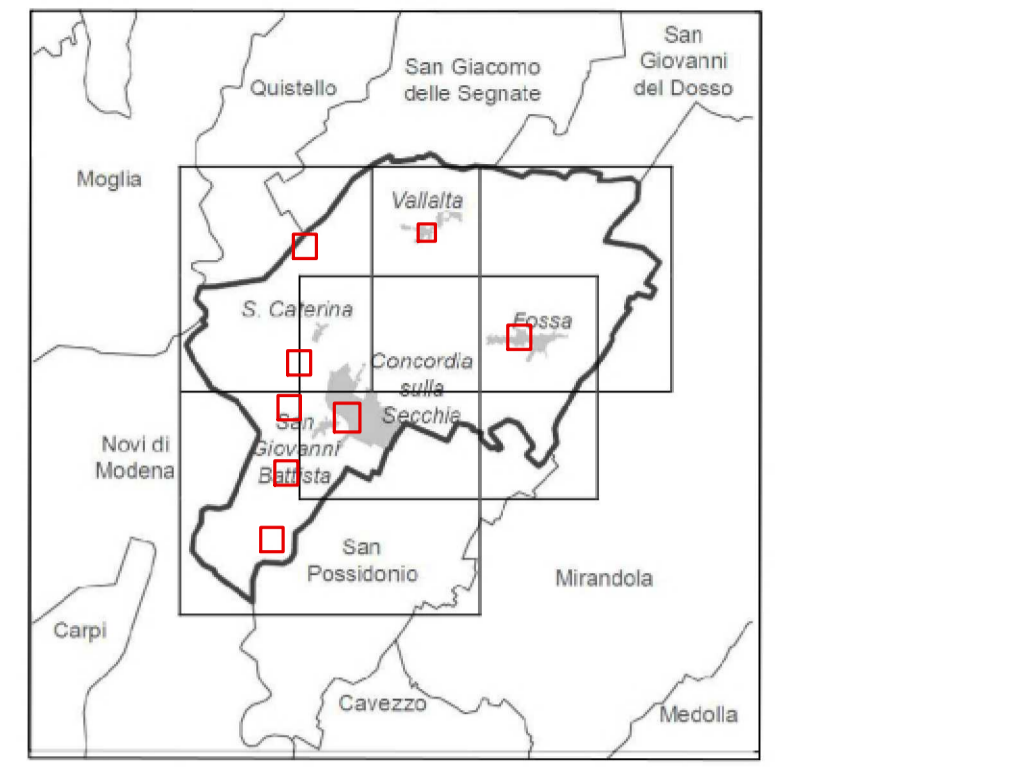 San
Giovanni
del Dosso
San Giacomo
delle Segnate
Quistello
Moglia
Vallalta
S. Caterina
Fossa
Concordia
sulla
Secchia
San
Giovanni
Battista
Novi di
Modena
San
Possidonio
Mirandola
Carpi
Cavezzo
Medolla